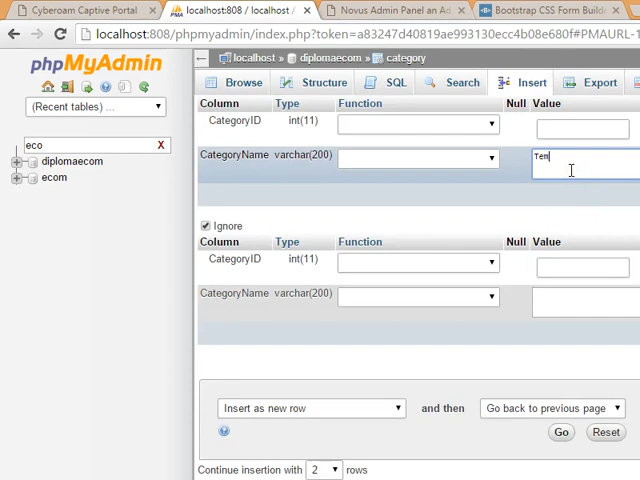 Cyberoam Captive Portal
localhost:808 / localhost /
Novus Admin Panel an Ad
Bootstrap CSS Form Builde
localhost:808/phpmyadmin/index.php?token=a83247d40819ae9931130ecc4b08e680f#PMAURL-1
phpMyAdmin
(Recent tables) ...
eco X
diplomaecom
ecom
localhost » diplomaecom » category
Browse Structure SQL Search Insert Export
Column Type Function Null Value
CategoryID int(11)
CategoryName varchar(200) Tem
Ignore
Column Type Function Null Value
CategoryID int(11)
CategoryName varchar(200)
Insert as new row and then Go back to previous page
Go Reset
Continue insertion with 2 rows